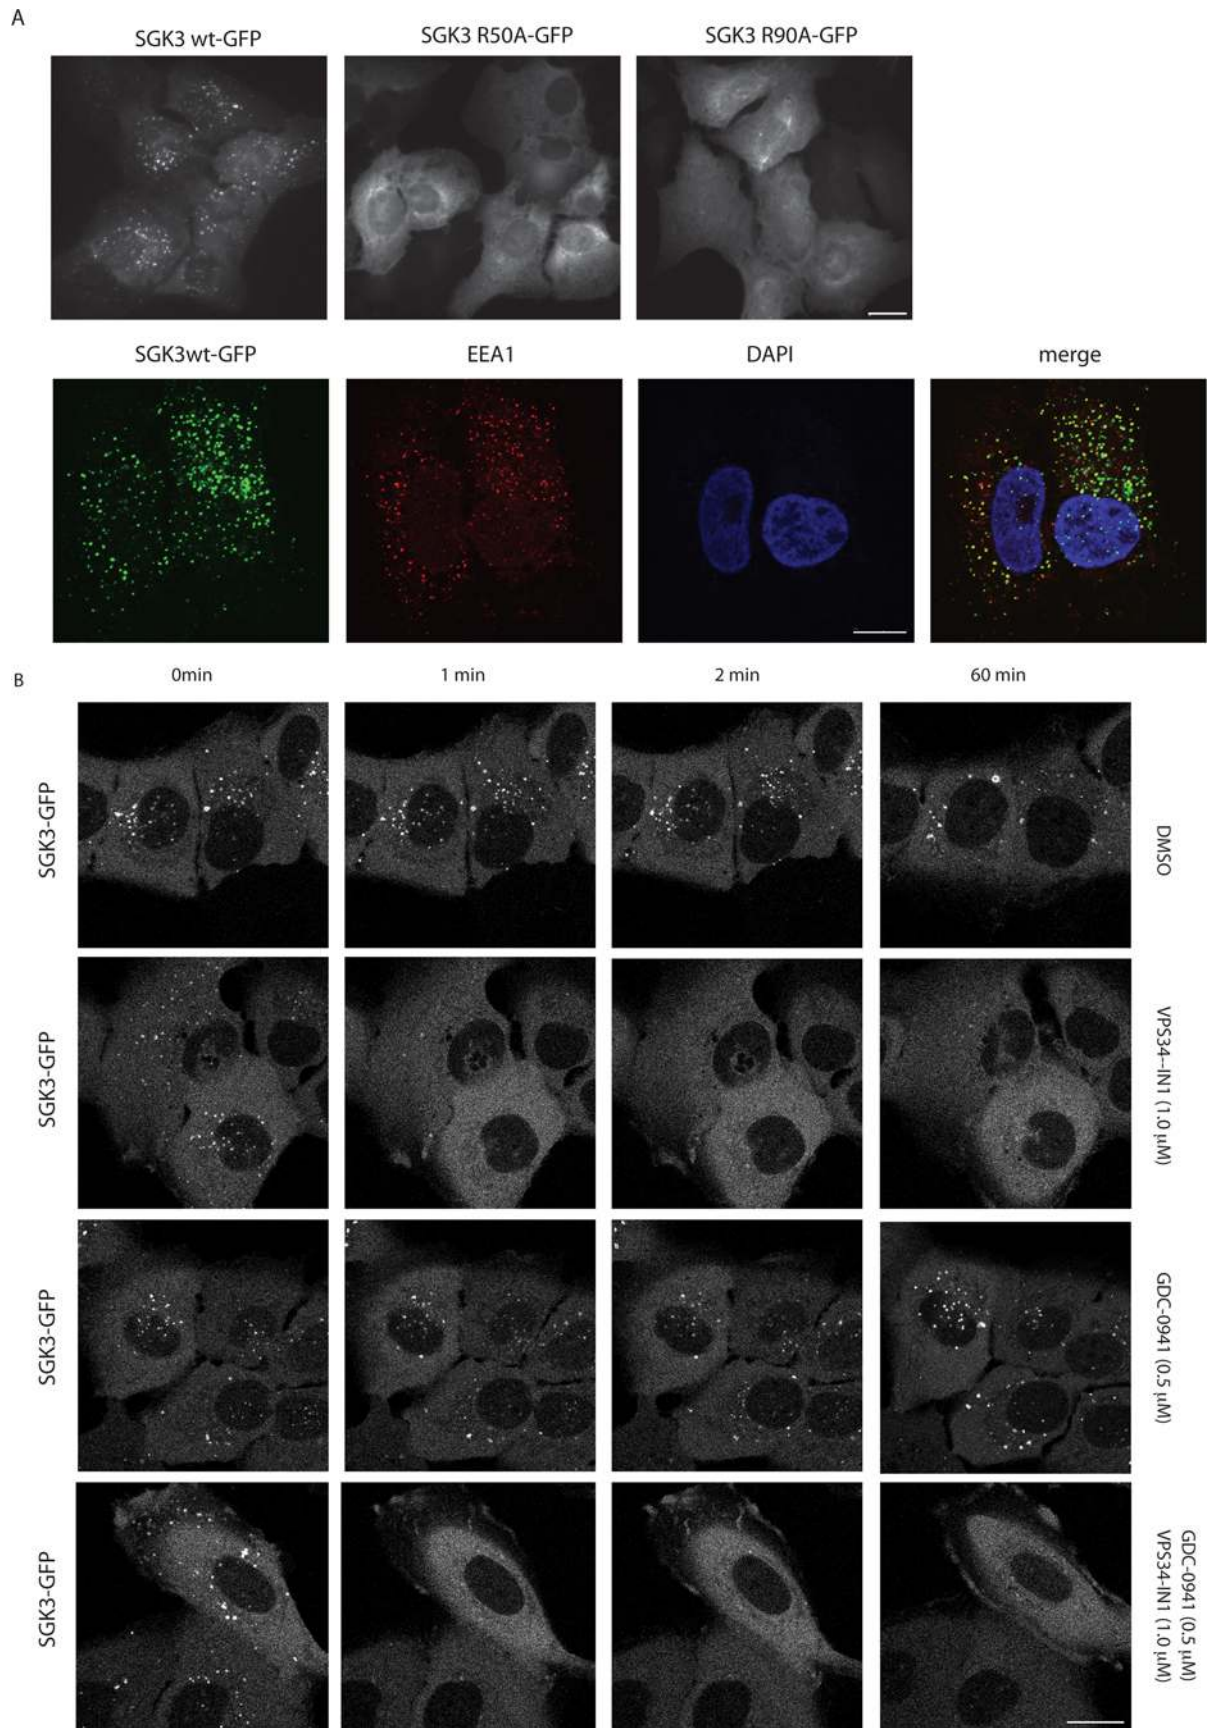 A
SGK3 wt-GFP
SGK3 R50A-GFP
SGK3 R90A-GFP
SGK3wt-GFP
EEA1
DAPI
merge
B
0min
1 min
2 min
60 min
SGK3-GFP
DMSO
SGK3-GFP
VPS34–IN1 (1.0 µM)
SGK3-GFP
GDC-0941 (0.5 µM)
SGK3-GFP
GDC-0941 (0.5 µM)
VPS34-IN1 (1.0 µM)